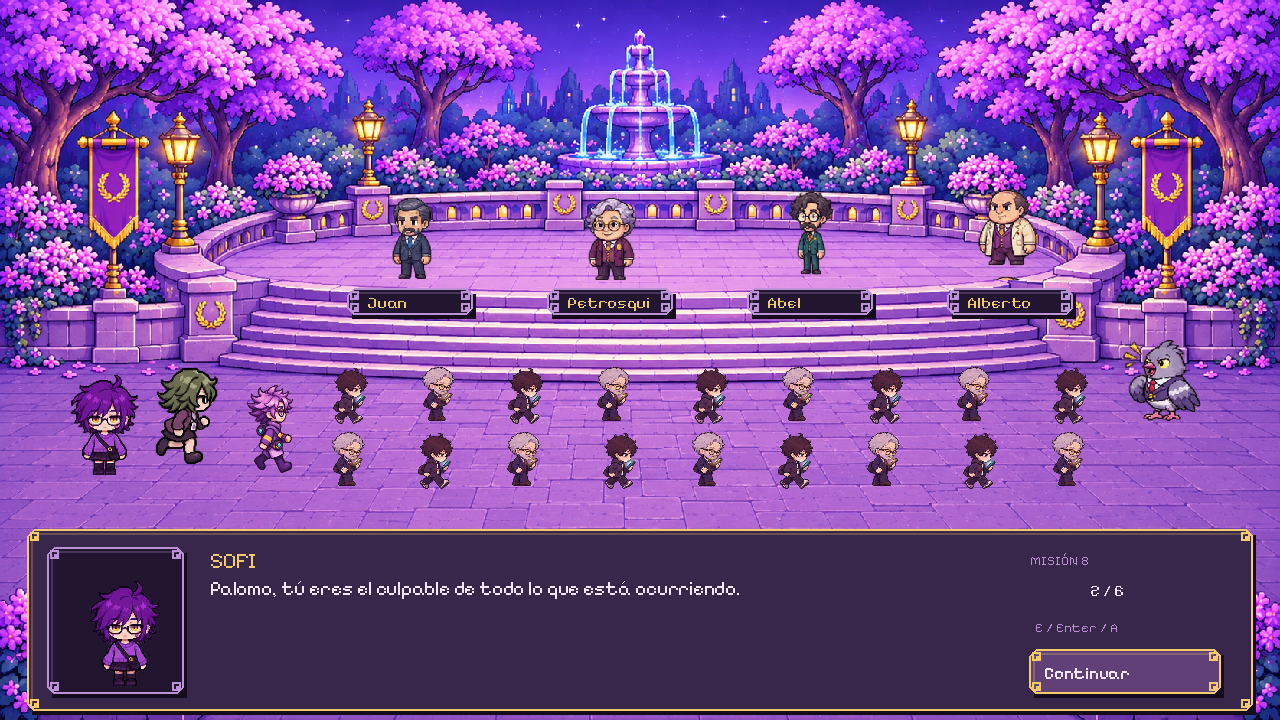 Juan
Petrosqui
Abel
Alberto
SOFI
Palomo, tú eres el culpable de todo lo que está ocurriendo.
MISIÓN 8
2 / 6
E / Enter / A
Continuar